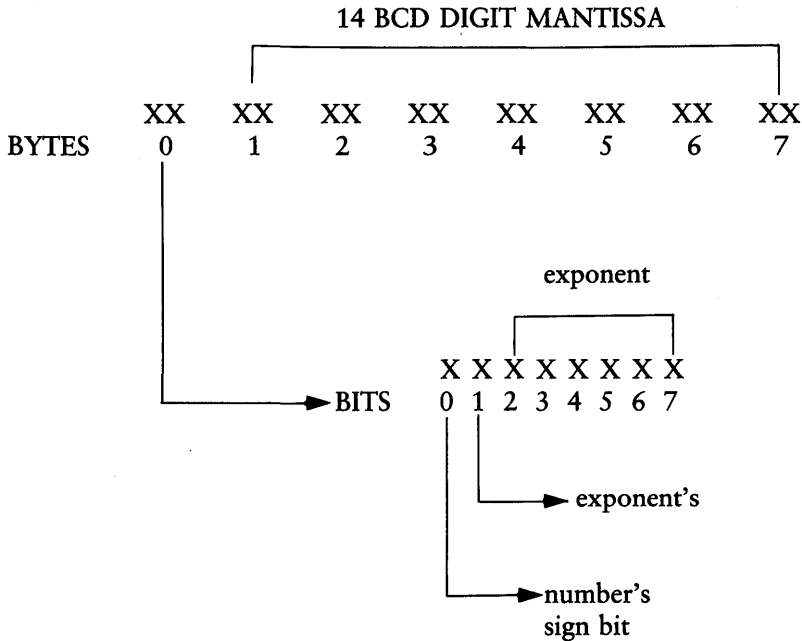 14 BCD DIGIT MANTISSA
XX XX XX XX XX XX XX XX
BYTES 0 1 2 3 4 5 6 7
exponent
X X X X X X X X
BITS 0 1 2 3 4 5 6 7
exponent's
number's
sign bit